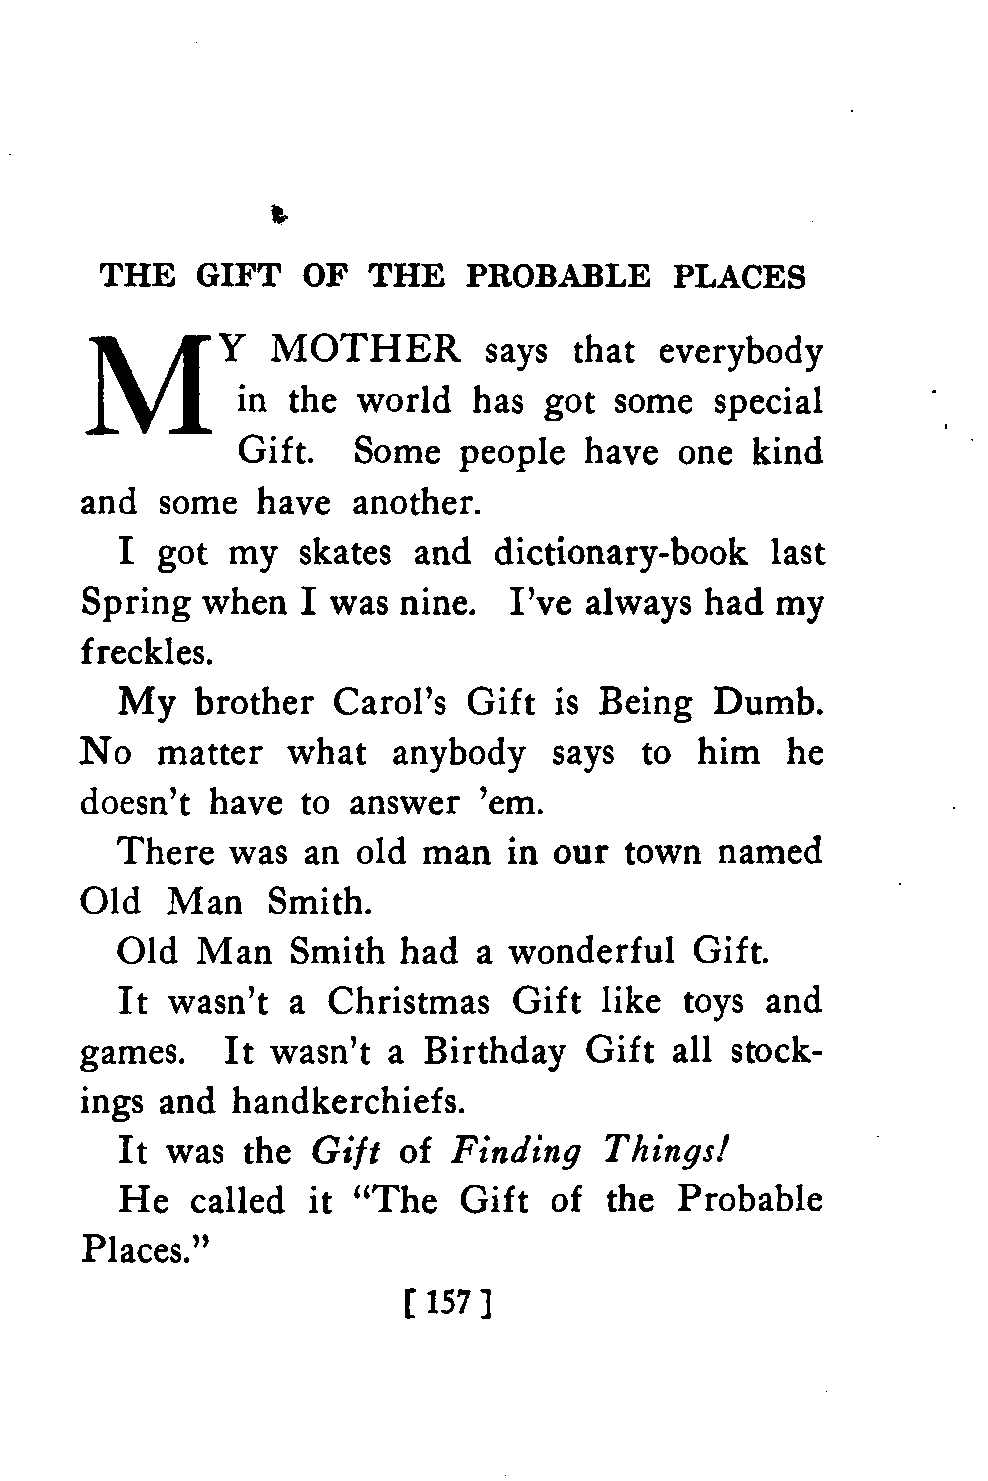 THE GIFT OF THE PROBABLE PLACES
MY MOTHER says that everybody
in the world has got some special
Gift. Some people have one kind
and some have another.
I got my skates and dictionary-book last
Spring when I was nine. I've always had my
freckles.
My brother Carol's Gift is Being Dumb.
No matter what anybody says to him he
doesn't have to answer 'em.
There was an old man in our town named
Old Man Smith.
Old Man Smith had a wonderful Gift.
It wasn't a Christmas Gift like toys and
games. It wasn't a Birthday Gift all stock-
ings and handkerchiefs.
It was the Gift of Finding Things!
He called it "The Gift of the Probable
Places."
[ 157 ]